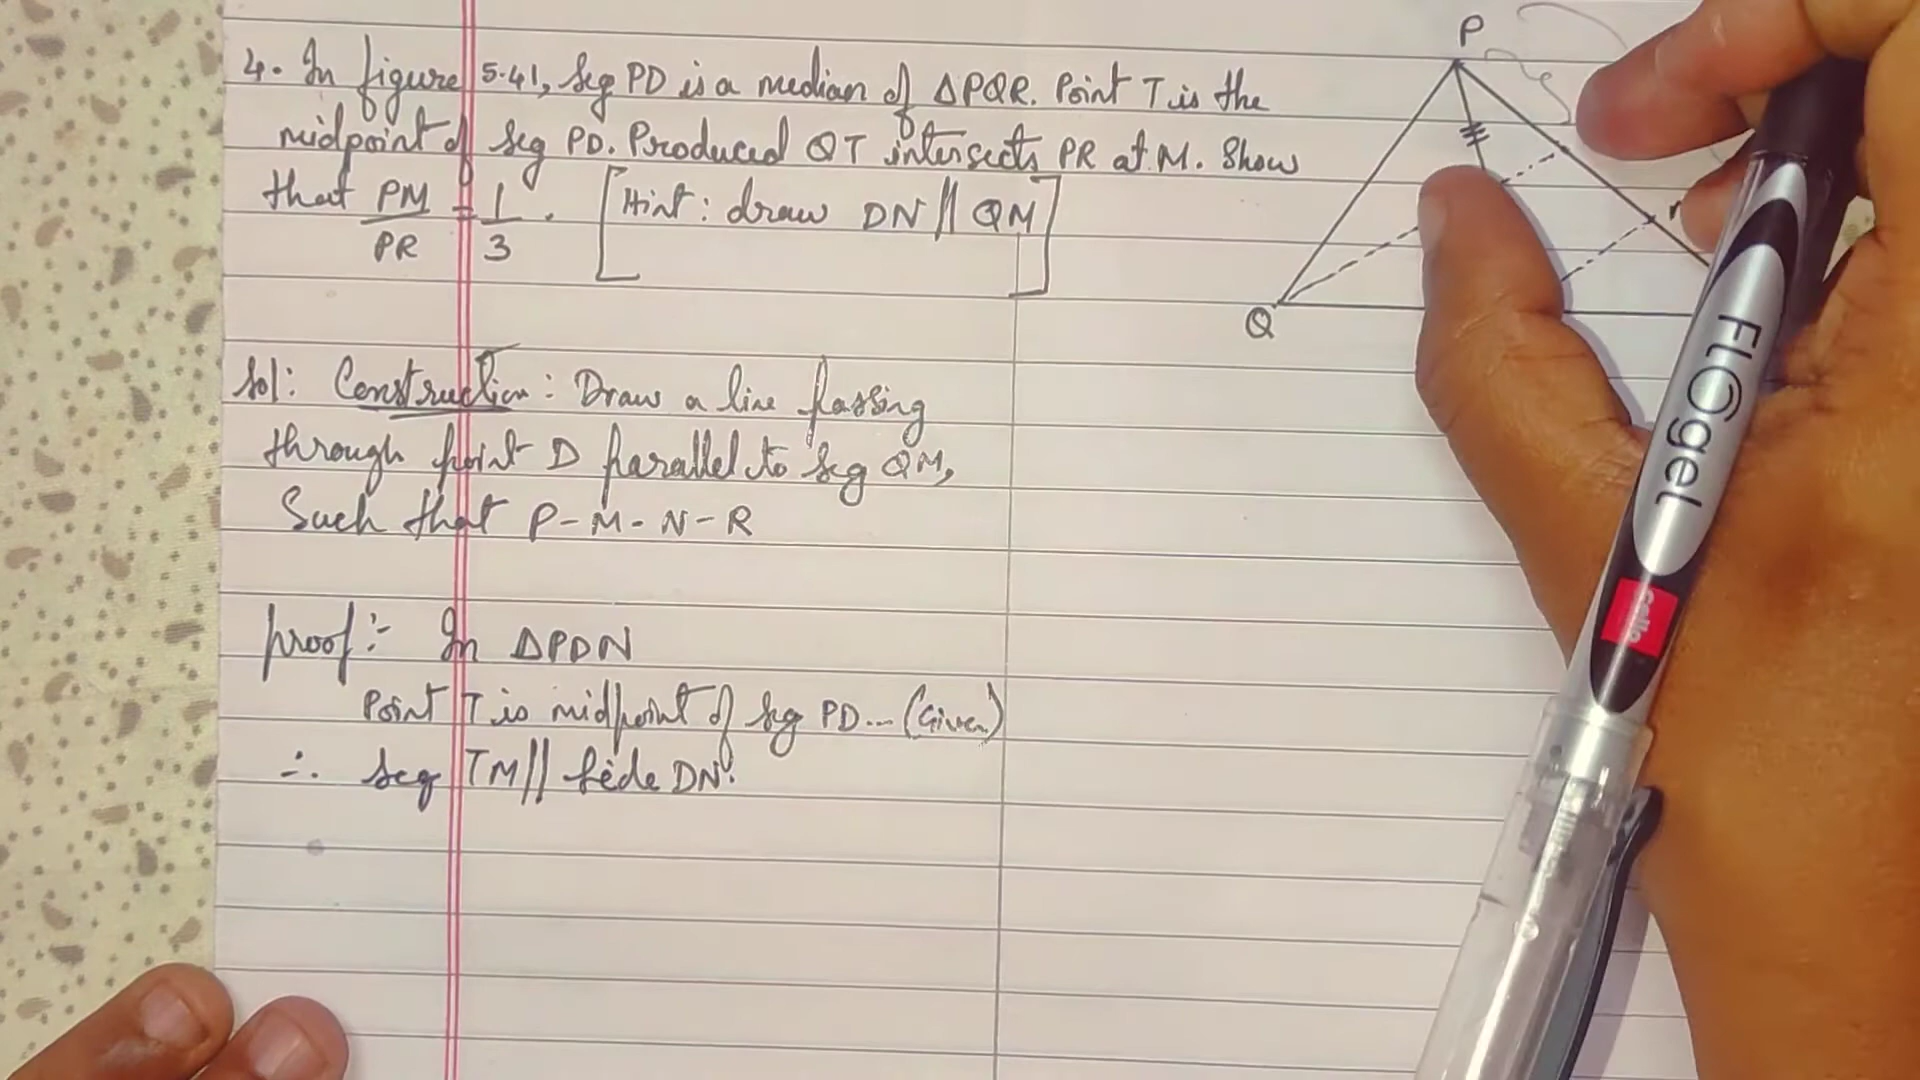 4. In figure 5.41, seg PD is a median of ΔPQR. Point T is the
midpoint of seg PD. Produced QT intersects PR at M. Show
that PM/PR = 1/3. [Hint: draw DN || QM]
P
Q
Sol: Construction: Draw a line passing
through point D parallel to seg QM,
Such that P-M-N-R
Proof:- In ΔPDN
Point T is midpoint of seg PD... (Given)
∴ seg TM || side DN.
FLOgel
cello